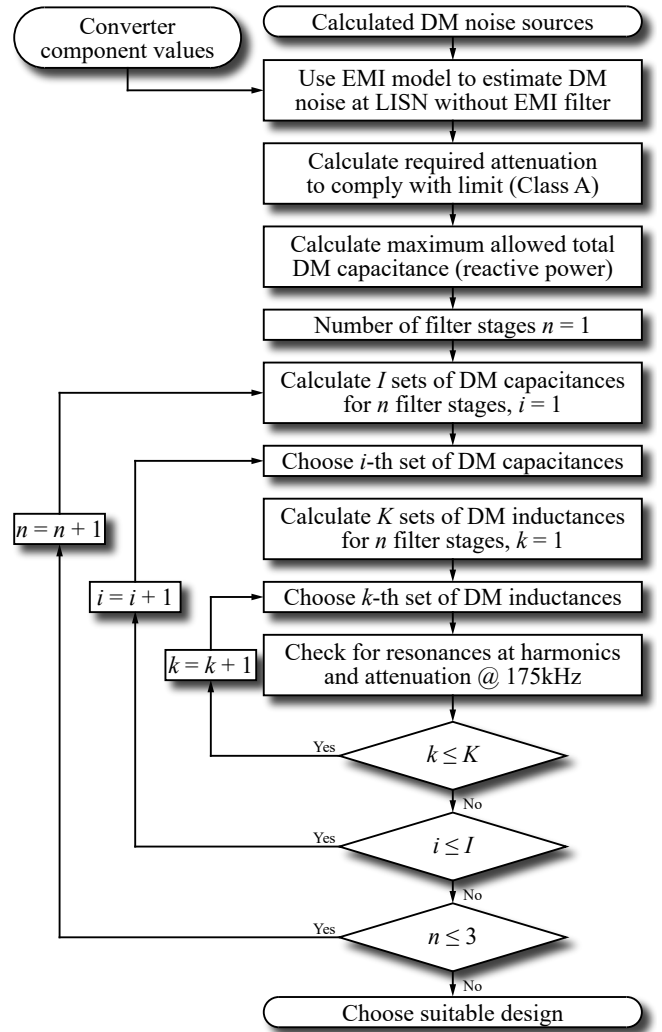 Converter
component values
Calculated DM noise sources
Use EMI model to estimate DM
noise at LISN without EMI filter
Calculate required attenuation
to comply with limit (Class A)
Calculate maximum allowed total
DM capacitance (reactive power)
Number of filter stages n = 1
Calculate I sets of DM capacitances
for n filter stages, i = 1
Choose i-th set of DM capacitances
Calculate K sets of DM inductances
for n filter stages, k = 1
n = n + 1
i = i + 1
Choose k-th set of DM inductances
k = k + 1
Check for resonances at harmonics
and attenuation @ 175kHz
Yes
k ≤ K
No
Yes
i ≤ I
No
Yes
n ≤ 3
No
Choose suitable design